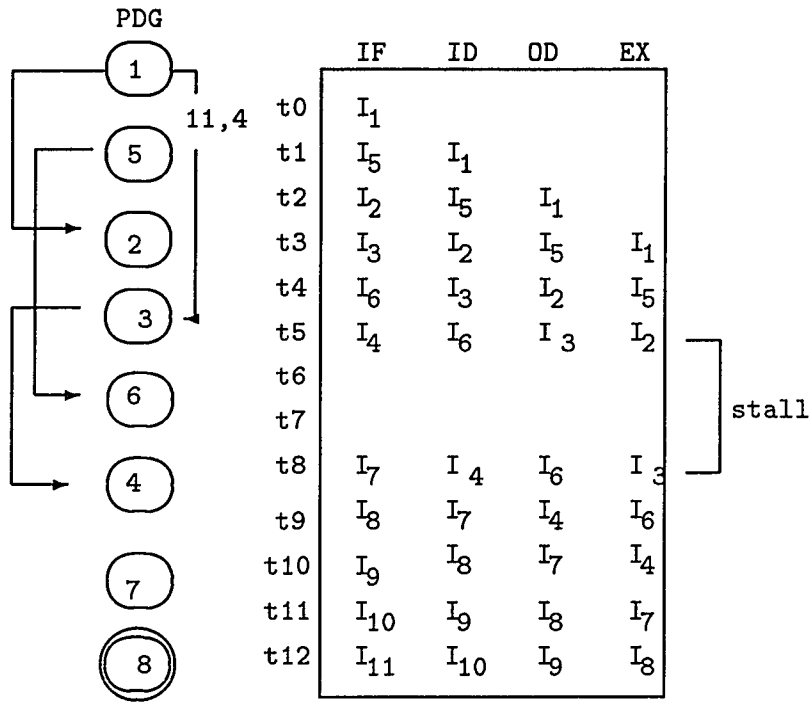 PDG
1
5
2
3
6
4
7
8
11,4
IF ID OD EX
t0 I1
t1 I5 I1
t2 I2 I5 I1
t3 I3 I2 I5 I1
t4 I6 I3 I2 I5
t5 I4 I6 I3 I2
t6
t7
t8 I7 I4 I6 I3
t9 I8 I7 I4 I6
t10 I9 I8 I7 I4
t11 I10 I9 I8 I7
t12 I11 I10 I9 I8
stall